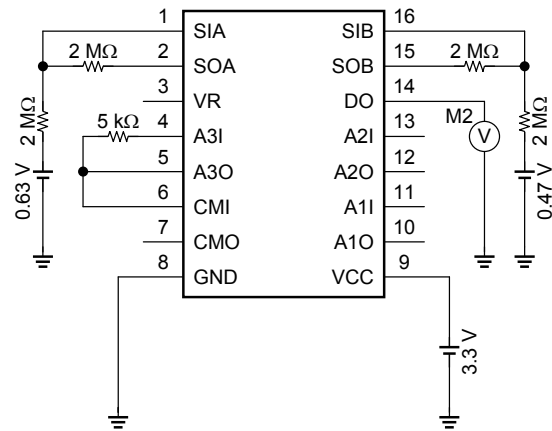 1 SIA SIB 16
2 MΩ 2 SOA SOB 15 2 MΩ
3 VR DO 14
2 MΩ M2 V 2 MΩ
5 kΩ 4 A3I A2I 13
5 A3O A2O 12
0.63 V 0.47 V
6 CMI A1I 11
7 CMO A1O 10
8 GND VCC 9
3.3 V